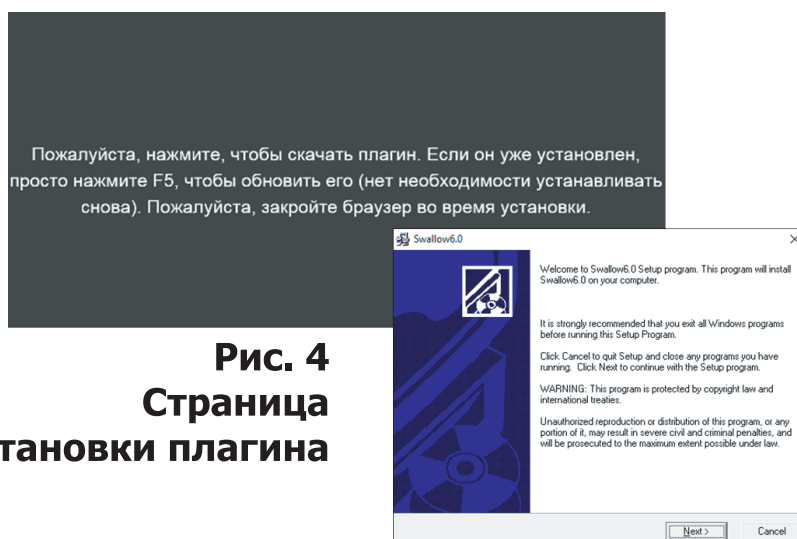 Пожалуйста, нажмите, чтобы скачать плагин. Если он уже установлен,
просто нажмите F5, чтобы обновить его (нет необходимости устанавливать
снова). Пожалуйста, закройте браузер во время установки.
Swallow6.0
Welcome to Swallow6.0 Setup program. This program will install
Swallow6.0 on your computer.
It is strongly recommended that you exit all Windows programs
before running this Setup Program.
Click Cancel to quit Setup and close any programs you have
running. Click Next to continue with the Setup program.
WARNING: This program is protected by copyright law and
international treaties.
Unauthorized reproduction or distribution of this program, or any
portion of it, may result in severe civil and criminal penalties, and
will be prosecuted to the maximum extent possible under law.
Next >
Cancel
Рис. 4
Страница
тановки плагина